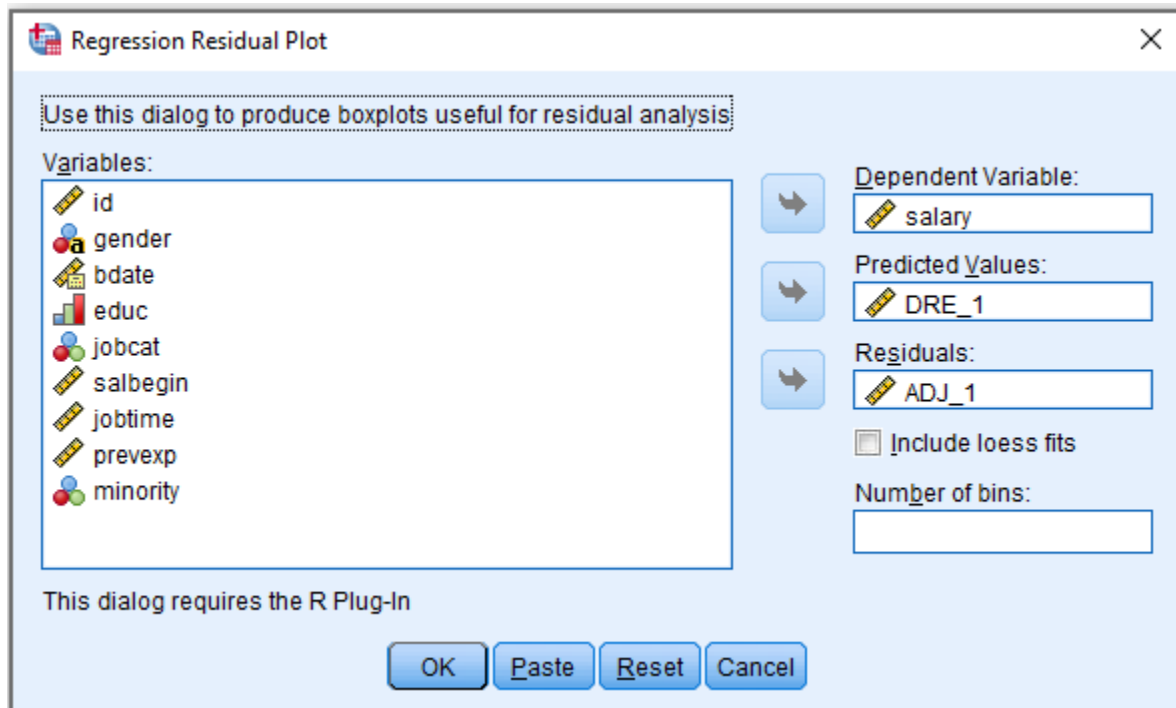 Regression Residual Plot
Use this dialog to produce boxplots useful for residual analysis
Variables:
id
gender
bdate
educ
jobcat
salbegin
jobtime
prevexp
minority
Dependent Variable:
salary
Predicted Values:
DRE_1
Residuals:
ADJ_1
Include loess fits
Number of bins:
This dialog requires the R Plug-In
OK Paste Reset Cancel